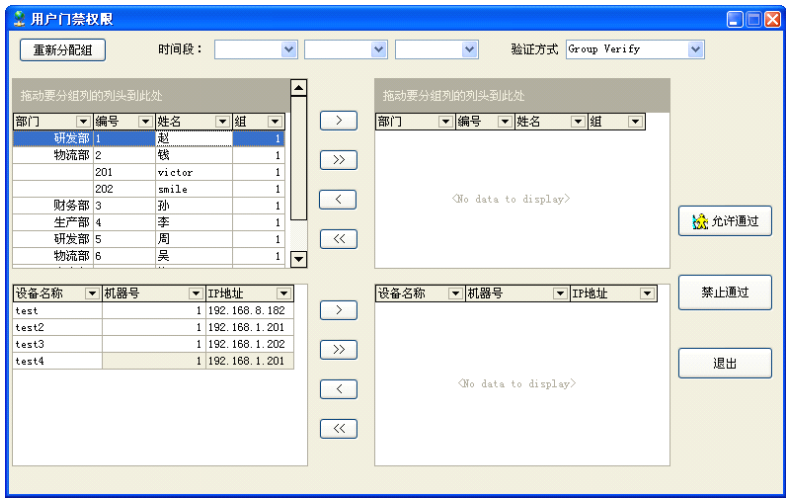 用户门禁权限
重新分配组 时间段： 验证方式 Group Verify
拖动要分组列的列头到此处 拖动要分组列的列头到此处
部门 编号 姓名 组 > 部门 编号 姓名 组
研发部 1 赵 1
物流部 2 钱 1 >>
201 victor 1
202 smile 1 < <No data to display>
财务部 3 孙 1
生产部 4 李 1 允许通过
研发部 5 周 1 <<
物流部 6 吴 1
设备名称 机器号 IP地址 设备名称 机器号 IP地址 禁止通过
test 1 192.168.8.182 >
test2 1 192.168.1.201
test3 1 192.168.1.202 >>
test4 1 192.168.1.201 退出
< <No data to display>
<<